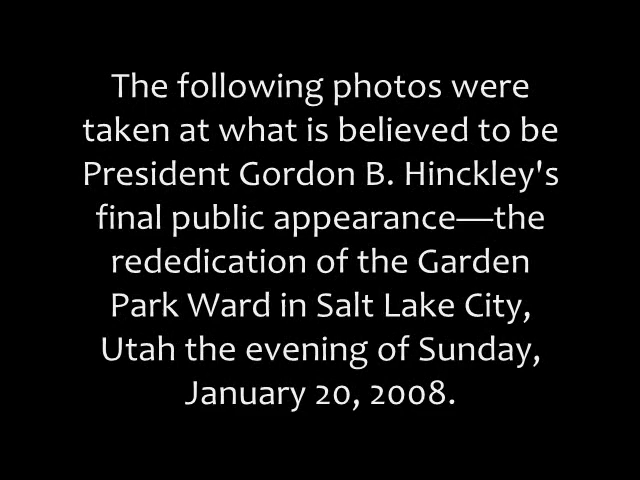 The following photos were
taken at what is believed to be
President Gordon B. Hinckley's
final public appearance—the
rededication of the Garden
Park Ward in Salt Lake City,
Utah the evening of Sunday,
January 20, 2008.